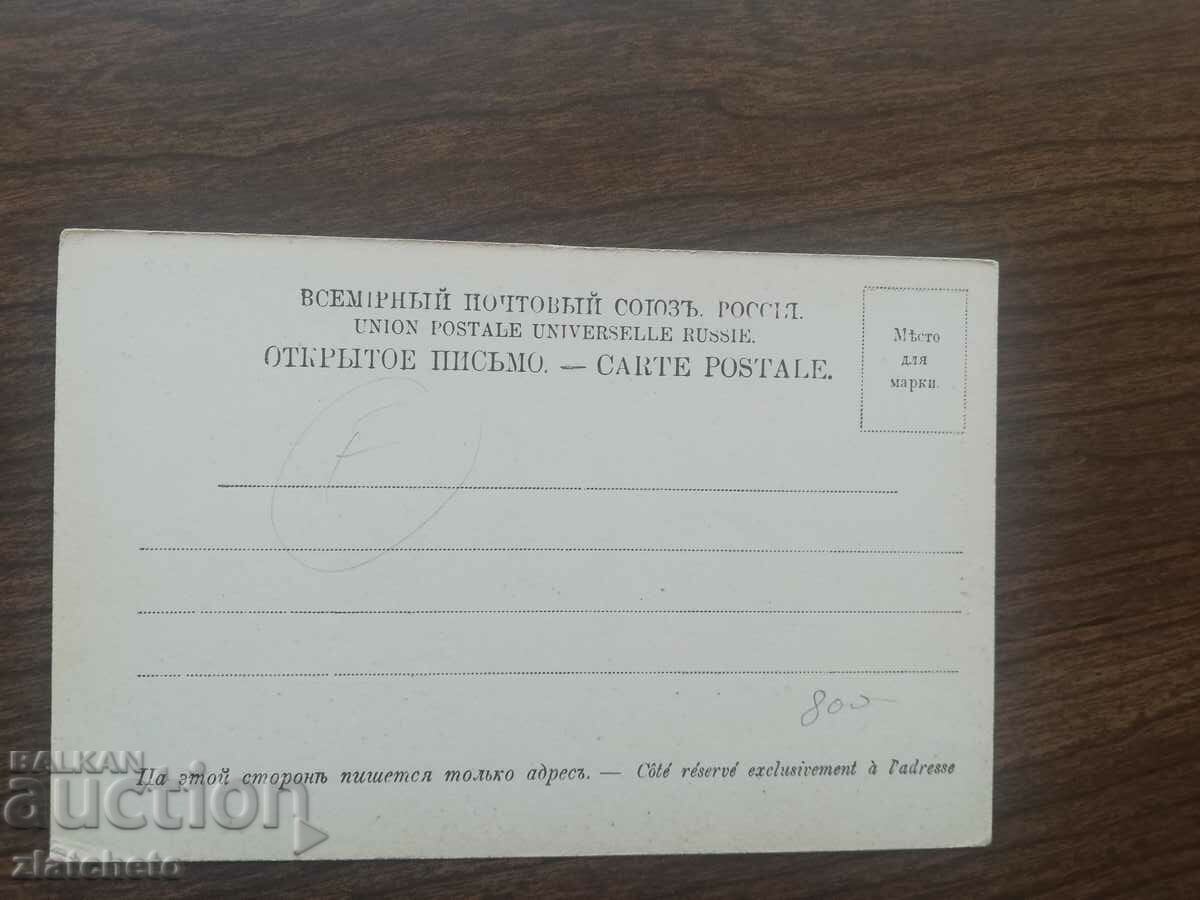 ВСЕМІРНЫЙ ПОЧТОВЫЙ СОЮЗЪ. РОССІЯ.
UNION POSTALE UNIVERSELLE RUSSIE.
ОТКРЫТОЕ ПИСЬМО. — CARTE POSTALE.
Мѣсто
для
марки.
F
800
На этой сторонѣ пишется только адресъ. — Côté réservé exclusivement à l'adresse
BALKAN
auction
zlatcheto